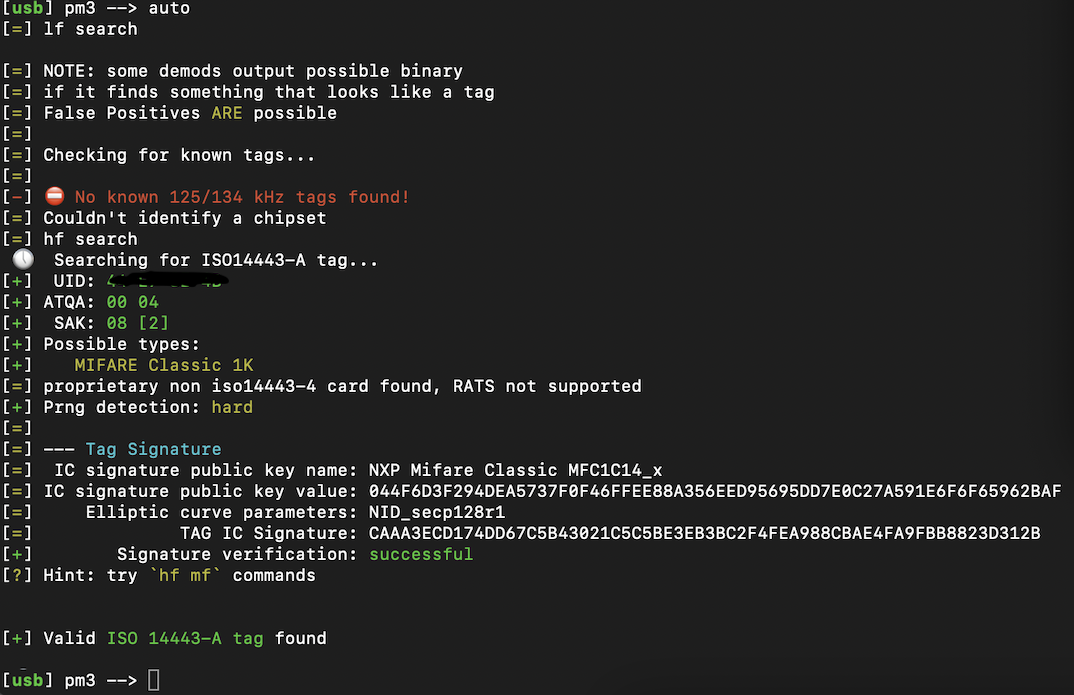 [usb] pm3 --> auto
[=] lf search
[=] NOTE: some demods output possible binary
[=] if it finds something that looks like a tag
[=] False Positives ARE possible
[=]
[=] Checking for known tags...
[=]
[-] ⛔ No known 125/134 kHz tags found!
[=] Couldn't identify a chipset
[=] hf search
🕔 Searching for ISO14443-A tag...
[+] UID:
[+] ATQA: 00 04
[+] SAK: 08 [2]
[+] Possible types:
[+] MIFARE Classic 1K
[=] proprietary non iso14443-4 card found, RATS not supported
[+] Prng detection: hard
[=]
[=] --- Tag Signature
[=] IC signature public key name: NXP Mifare Classic MFC1C14_x
[=] IC signature public key value: 044F6D3F294DEA5737F0F46FFEE88A356EED95695DD7E0C27A591E6F6F65962BAF
[=] Elliptic curve parameters: NID_secp128r1
[=] TAG IC Signature: CAAA3ECD174DD67C5B43021C5C5BE3EB3BC2F4FEA988CBAE4FA9FBB8823D312B
[+] Signature verification: successful
[?] Hint: try `hf mf` commands
[+] Valid ISO 14443-A tag found
[usb] pm3 -->